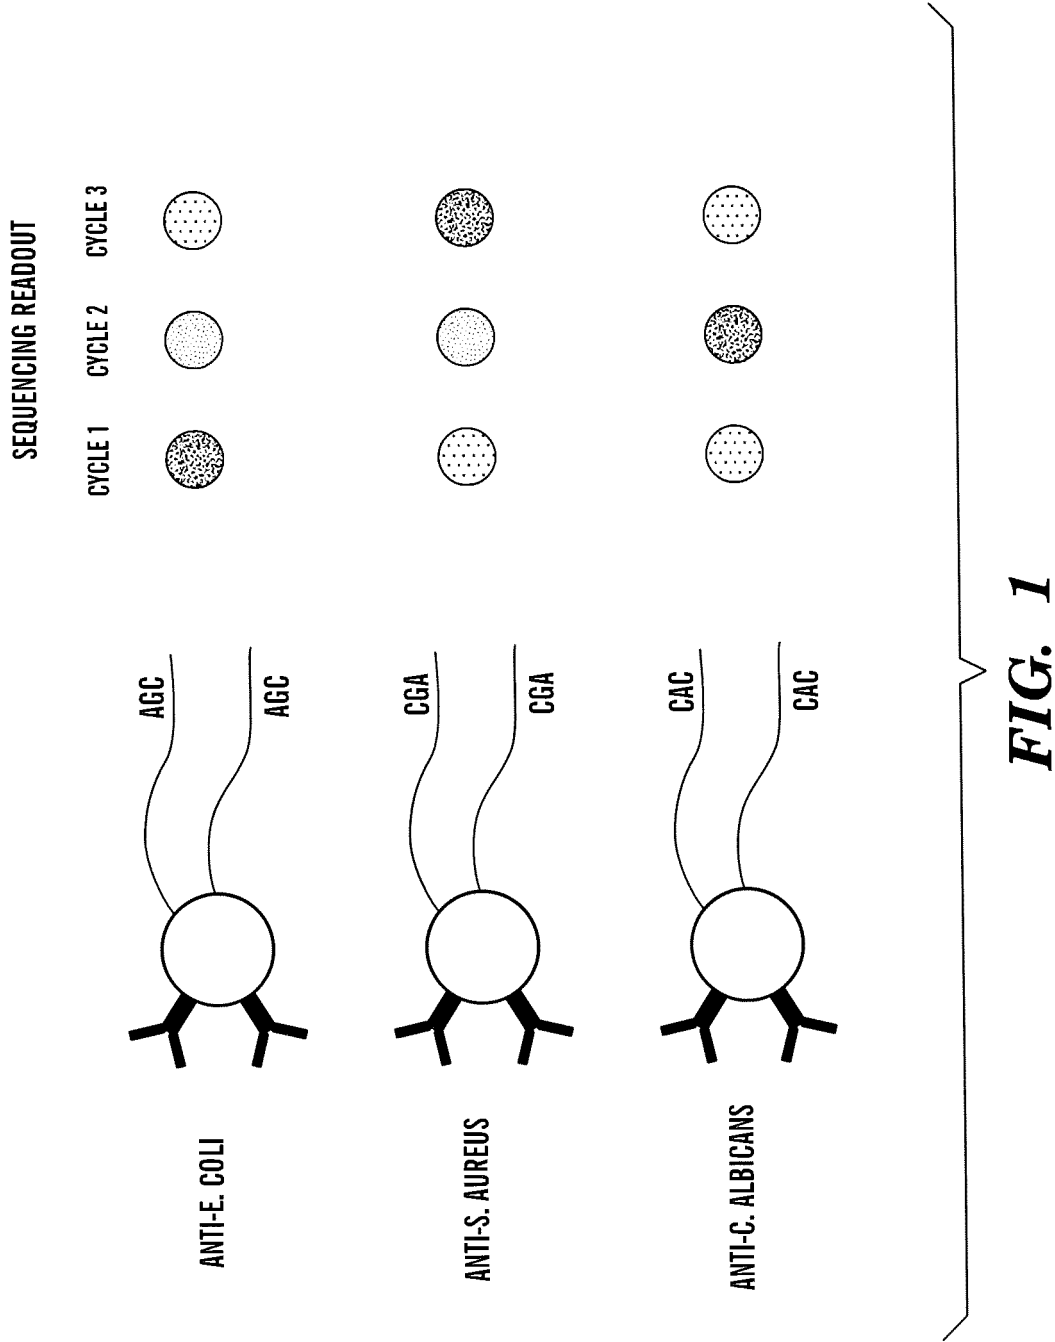 SEQUENCING READOUT
CYCLE 1
CYCLE 2
CYCLE 3
ANTI-E. COLI
AGC
AGC
ANTI-S. AUREUS
CGA
CGA
ANTI-C. ALBICANS
CAC
CAC
FIG. 1